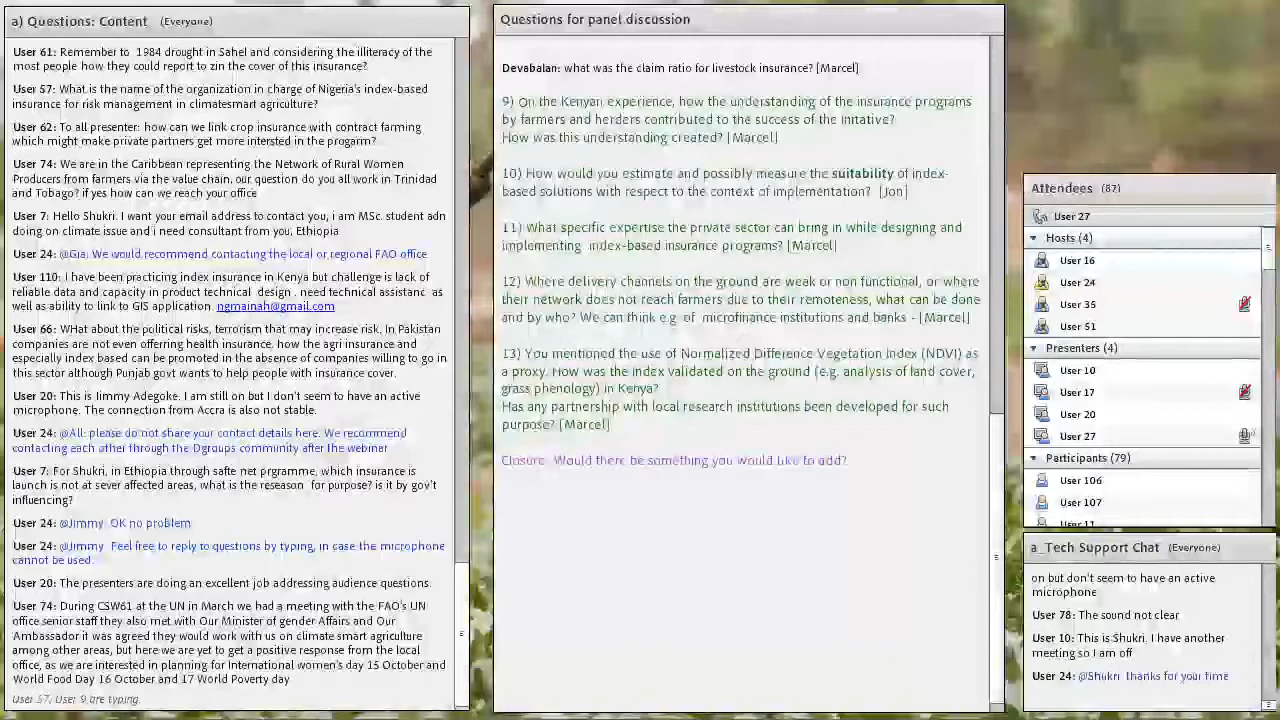 a) Questions: Content (Everyone)
User 61: Remember to 1984 drought in Sahel and considering the illiteracy of the
most people how they could report to zin the cover of this insurance?
User 57: What is the name of the organization in charge of Nigeria's index-based
insurance for risk management in climatesmart agriculture?
User 62: To all presenter: how can we link crop insurance with contract farming
which might make private partners get more intersted in the progarm?
User 74: We are in the Caribbean representing the Network of Rural Women
Producers from farmers via the value chain, our question do you all work in Trinidad
and Tobago? if yes how can we reach your office
User 7: Hello Shukri. I want your email address to contact you, i am MSc. student adn
doing on climate issue and i need consultant from you, Ethiopia
User 24: @Gia: We would recommend contacting the local or regional FAO office
User 110: I have been practicing index insurance in Kenya but challenge is lack of
reliable data and capacity in product technical design . need technical assistanc as
well as ability to link to GIS application. ngmainah@gmail.com
User 66: WHat about the political risks, terrorism that may increase risk. In Pakistan
companies are not even offering health insurance, how the agri insurance and
especially index based can be promoted in the absence of companies willing to go in
this sector although Punjab govt wants to help people with insurance cover.
User 20: This is Jimmy Adegoke. I am still on but I don't seem to have an active
microphone. The connection from Accra is also not stable.
User 24: @All: please do not share your contact details here. We recommend
contacting each other through the Dgroups community after the webinar
User 7: For Shukri, in Ethiopia through safte net prgramme, which insurance is
launch is not at sever affected areas, what is the reseason for purpose? is it by gov't
influencing?
User 24: @Jimmy OK no problem
User 24: @Jimmy Feel free to reply to questions by typing, in case the microphone
cannot be used.
User 20: The presenters are doing an excellent job addressing audience questions.
User 74: During CSW61 at the UN in March we had a meeting with the FAO's UN
office senior staff they also met with Our Minister of gender Affairs and Our
Ambassador it was agreed they would work with us on climate smart agriculture
among other areas, but here we are yet to get a positive response from the local
office, as we are interested in planning for International women's day 15 October and
World Food Day 16 October and 17 World Poverty day
User 57, User 9 are typing.
Questions for panel discussion
Devabalan: what was the claim ratio for livestock insurance? [Marcel]
9) On the Kenyan experience, how the understanding of the insurance programs
by farmers and herders contributed to the success of the initative?
How was this understanding created? [Marcel]
10) How would you estimate and possibly measure the suitability of index-
based solutions with respect to the context of implementation? [Jon]
11) What specific expertise the private sector can bring in while designing and
implementing index-based insurance programs? [Marcel]
12) Where delivery channels on the ground are weak or non functional, or where
their network does not reach farmers due to their remoteness, what can be done
and by who? We can think e.g. of microfinance institutions and banks - [Marcel]
13) You mentioned the use of Normalized Difference Vegetation Index (NDVI) as
a proxy. How was the index validated on the ground (e.g. analysis of land cover,
grass phenology) in Kenya?
Has any partnership with local research institutions been developed for such
purpose? [Marcel]
Closure: Would there be something you would like to add?
Attendees (87)
User 27
Hosts (4)
User 16
User 24
User 35
User 51
Presenters (4)
User 10
User 17
User 20
User 27
Participants (79)
User 106
User 107
User 11
a_Tech Support Chat (Everyone)
on but don't seem to have an active
microphone
User 78: The sound not clear
User 10: This is Shukri. I have another
meeting so I am off
User 24: @Shukri thanks for your time